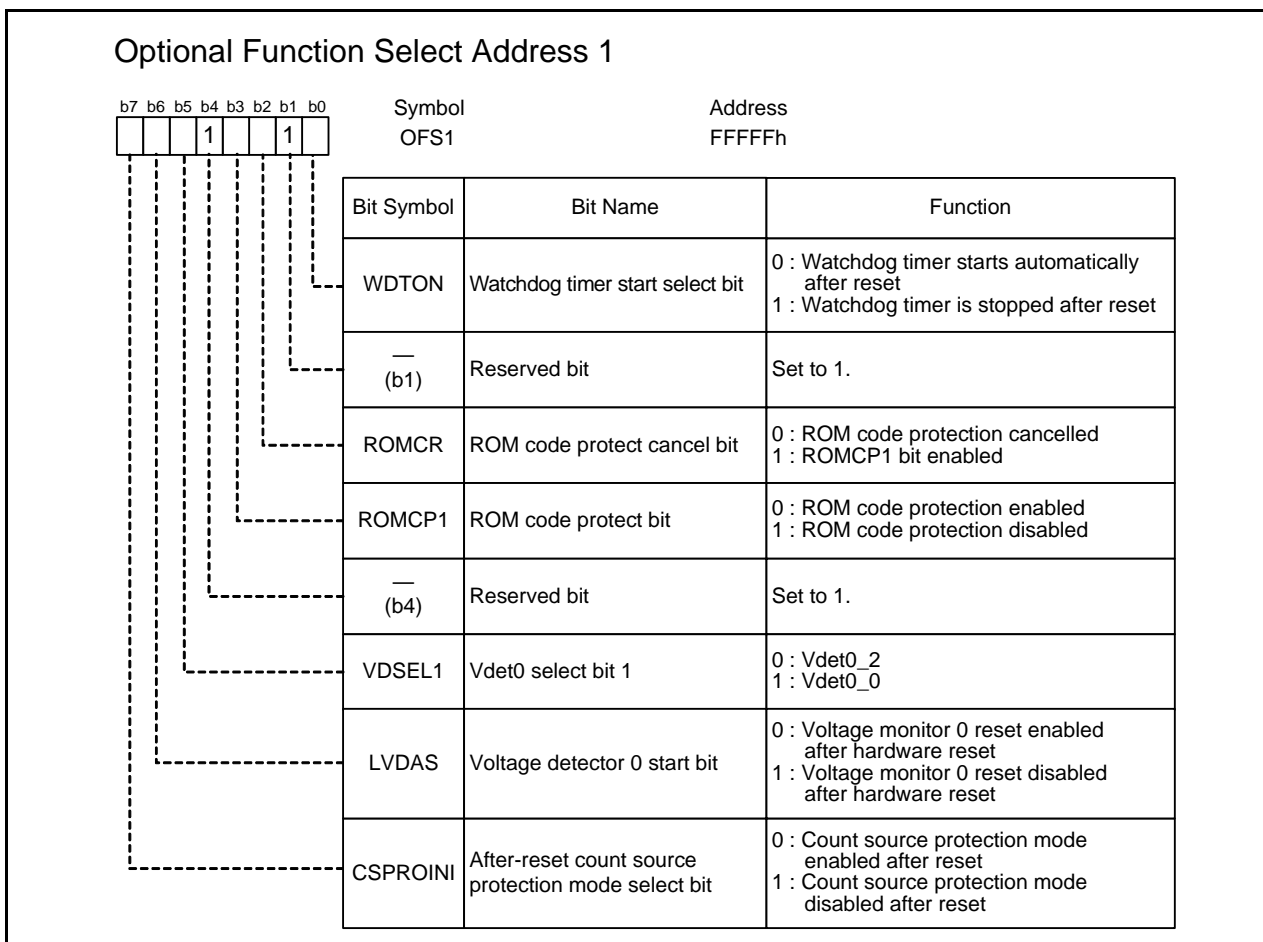 Optional Function Select Address 1
b7 b6 b5 b4 b3 b2 b1 b0
Symbol Address
1 1
OFS1 FFFFFh
Bit Symbol Bit Name Function
WDTON Watchdog timer start select bit
0 : Watchdog timer starts automatically
after reset
1 : Watchdog timer is stopped after reset
—
(b1)
Reserved bit Set to 1.
ROMCR ROM code protect cancel bit
0 : ROM code protection cancelled
1 : ROMCP1 bit enabled
ROMCP1 ROM code protect bit
0 : ROM code protection enabled
1 : ROM code protection disabled
—
(b4)
Reserved bit Set to 1.
VDSEL1 Vdet0 select bit 1
0 : Vdet0_2
1 : Vdet0_0
LVDAS Voltage detector 0 start bit
0 : Voltage monitor 0 reset enabled
after hardware reset
1 : Voltage monitor 0 reset disabled
after hardware reset
CSPROINI
After-reset count source
protection mode select bit
0 : Count source protection mode
enabled after reset
1 : Count source protection mode
disabled after reset